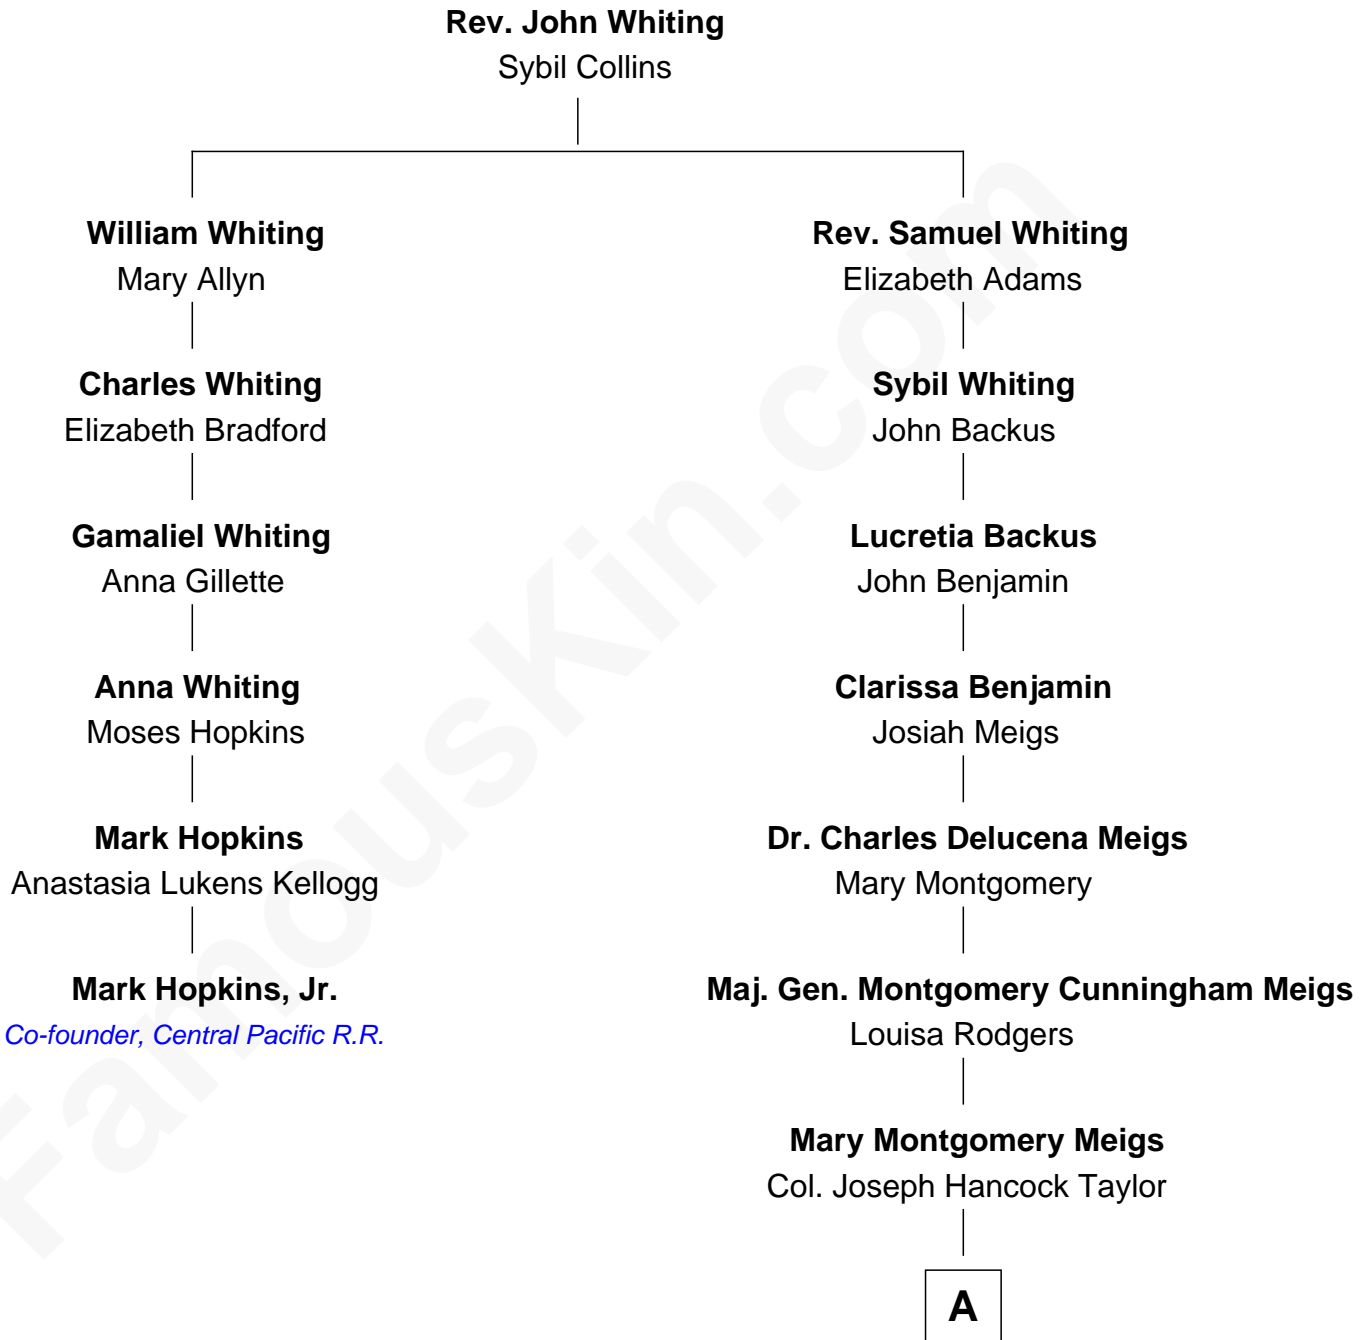 Rev. John Whiting
Sybil Collins
William Whiting
Mary Allyn
Charles Whiting
Elizabeth Bradford
Gamaliel Whiting
Anna Gillette
Anna Whiting
Moses Hopkins
Mark Hopkins
Anastasia Lukens Kellogg
Mark Hopkins, Jr.
Co-founder, Central Pacific R.R.
Rev. Samuel Whiting
Elizabeth Adams
Sybil Whiting
John Backus
Lucretia Backus
John Benjamin
Clarissa Benjamin
Josiah Meigs
Dr. Charles Delucena Meigs
Mary Montgomery
Maj. Gen. Montgomery Cunningham Meigs
Louisa Rodgers
Mary Montgomery Meigs
Col. Joseph Hancock Taylor
A
FamousKin.com